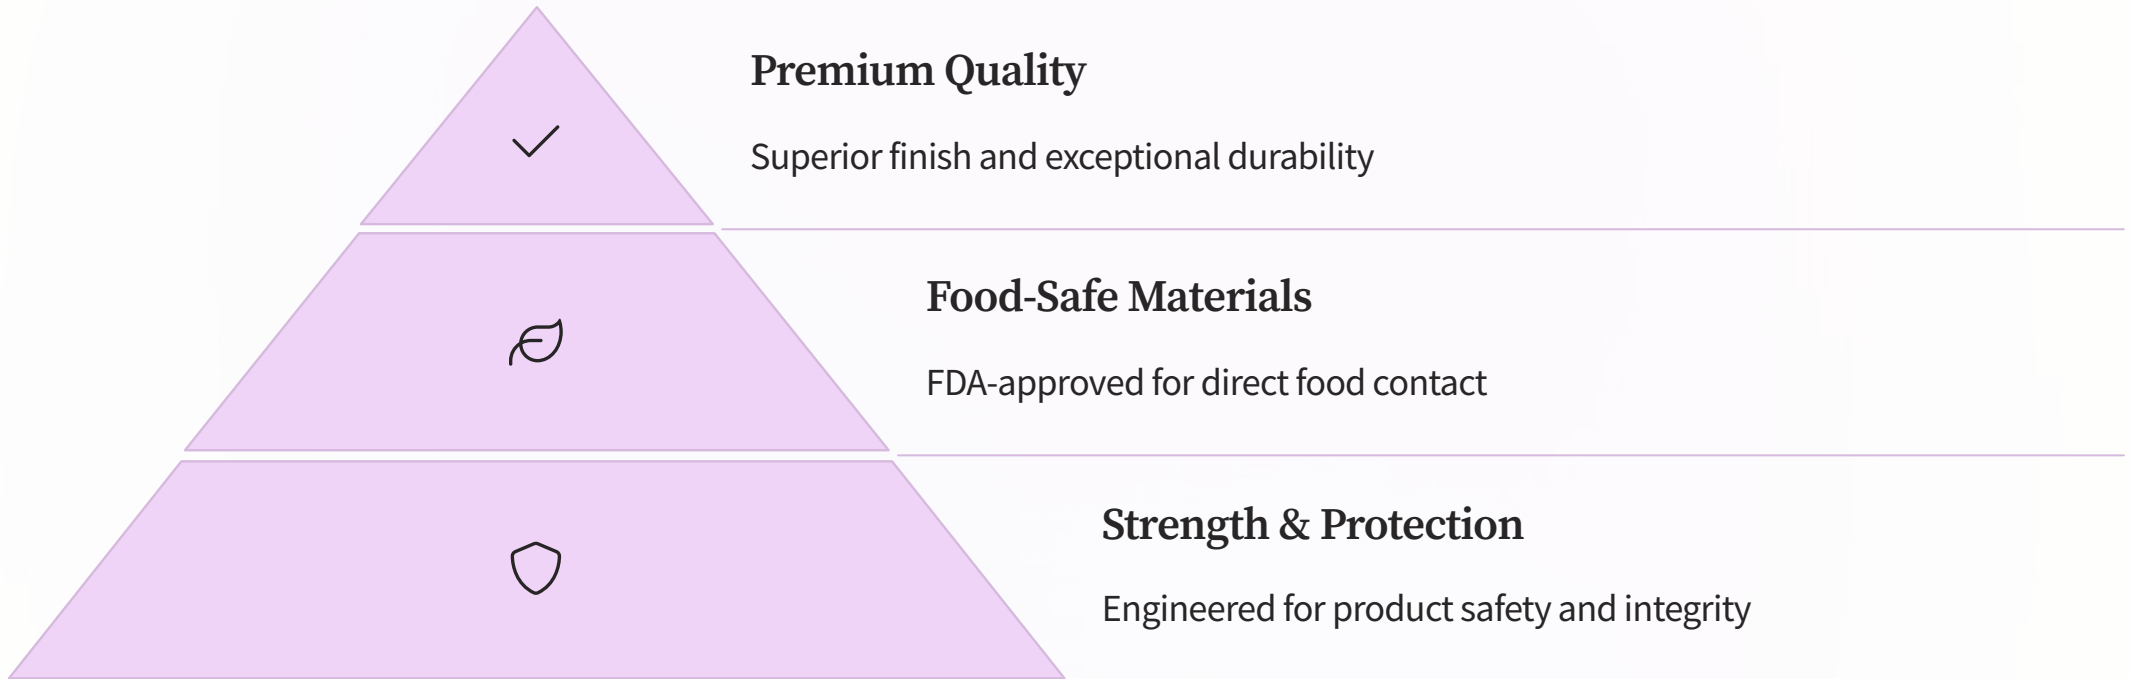 Premium Quality
Superior finish and exceptional durability
Food-Safe Materials
FDA-approved for direct food contact
Strength & Protection
Engineered for product safety and integrity